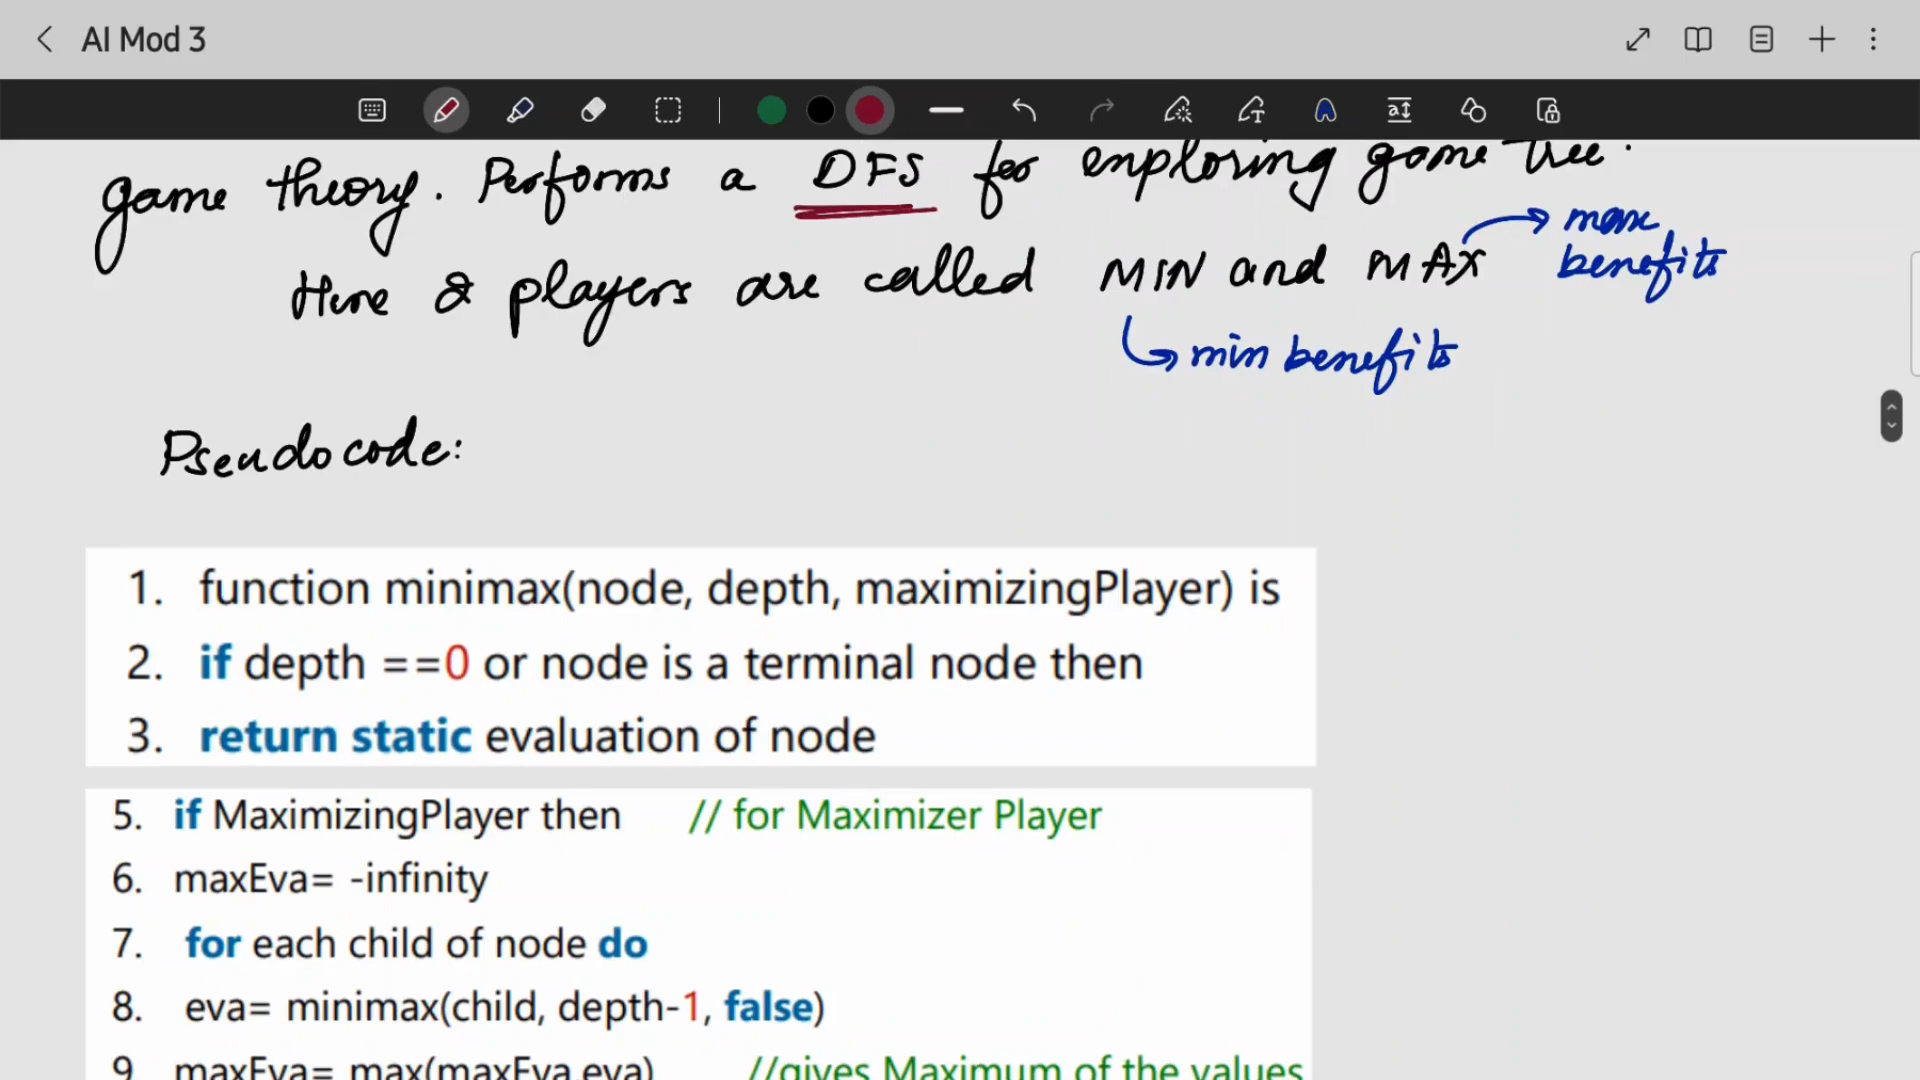 AI Mod 3
game theory. Performs a DFS for exploring game tree.
max
benefits
Here 2 players are called MIN and MAX
min benefits
Pseudocode:
1. function minimax(node, depth, maximizingPlayer) is
2. if depth ==0 or node is a terminal node then
3. return static evaluation of node
5. if MaximizingPlayer then // for Maximizer Player
6. maxEva= -infinity
7. for each child of node do
8. eva= minimax(child, depth-1, false)
9. maxEva= max(maxEva,eva) //gives Maximum of the values